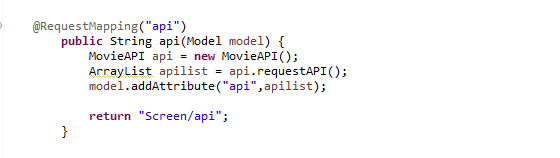 @RequestMapping("api")
public String api(Model model) {
MovieAPI api = new MovieAPI();
ArrayList apilist = api.requestAPI();
model.addAttribute("api",apilist);
return "Screen/api";
}